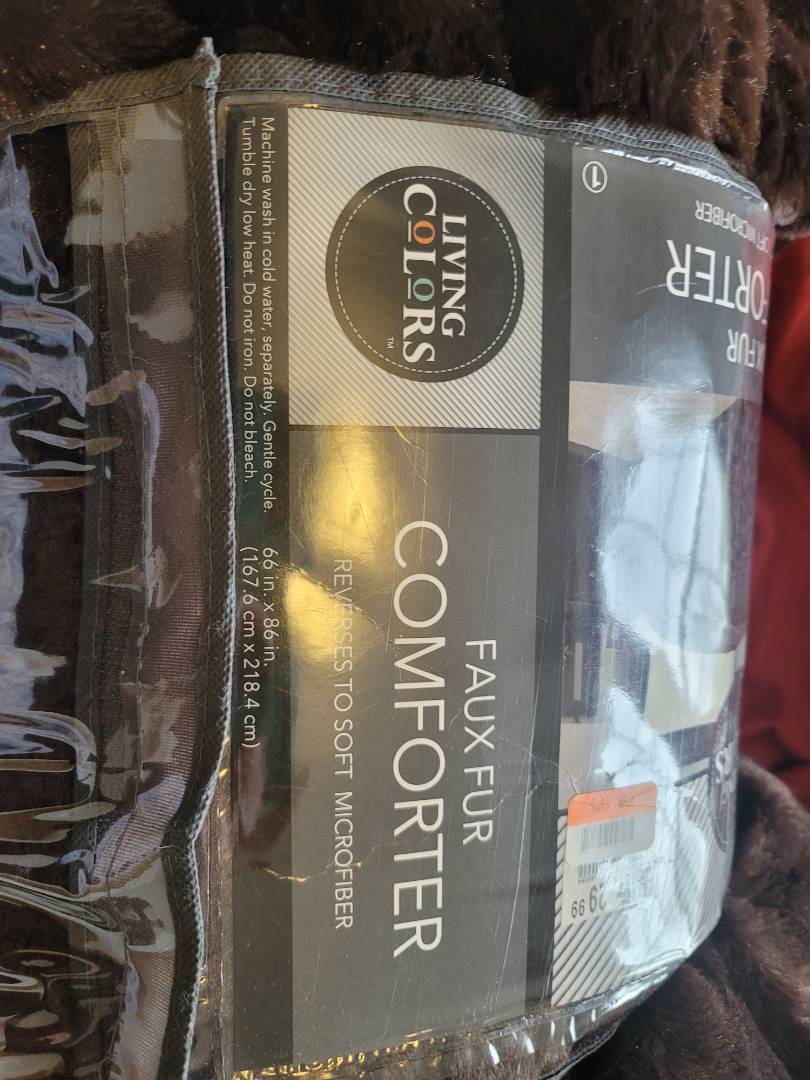 LIVING
COLORS
TM
FAUX FUR
COMFORTER
REVERSES TO SOFT MICROFIBER
Machine wash in cold water, separately. Gentle cycle.
Tumble dry low heat. Do not iron. Do not bleach.
66 in. x 86 in.
(167.6 cm x 218.4 cm)
1
FUR
ORTER
MICROFIBER
99